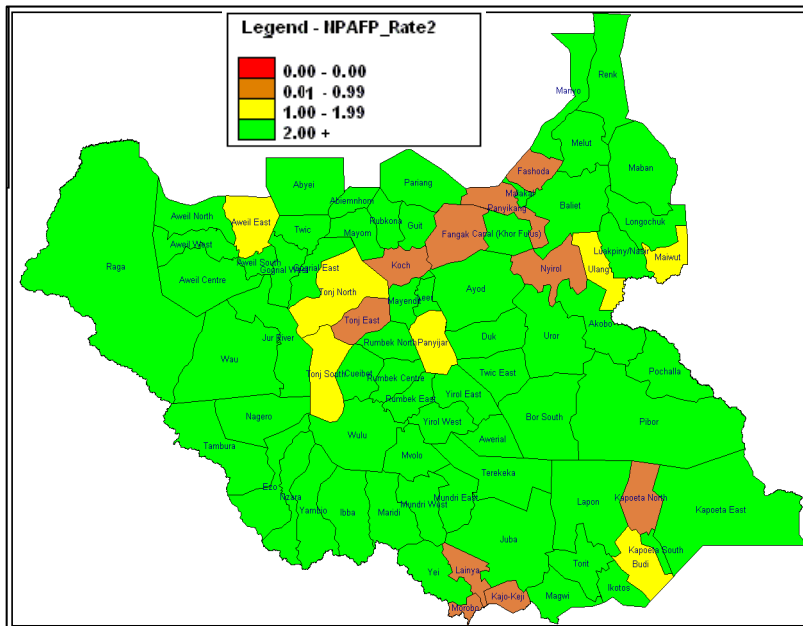 Legend - NPAFP_Rate2
0.00 - 0.00
0.01 - 0.99
1.00 - 1.99
2.00 +
Renk
Manyo
Melut
Maban
Fashoda
Abyei
Pariang
Malakal
Panyikang
Baliet
Abiemnhom
Rubkona
Aweil North
Aweil East
Twic
Mayom
Guit
Fangak
Canal (Khor Fulus)
Longochuk
Luakpiny/Nasir
Maiwut
Aweil West
Aweil South
Gogrial West
Gogrial East
Koch
Nyirol
Ulang
Raga
Aweil Centre
Tonj North
Mayendit
Leer
Ayod
Tonj East
Akobo
Jur River
Rumbek North
Panyijar
Duk
Uror
Wau
Pochalla
Tonj South
Cueibet
Rumbek Centre
Twic East
Rumbek East
Yirol East
Nagero
Yirol West
Bor South
Pibor
Wulu
Awerial
Tambura
Mvolo
Terekeka
Ezo
Nzara
Yambio
Ibba
Maridi
Mundri West
Mundri East
Lapon
Kapoeta North
Kapoeta East
Juba
Kapoeta South
Budi
Yei
Lainya
Torit
Ikotos
Morobo
Kajo-Keji
Magwi